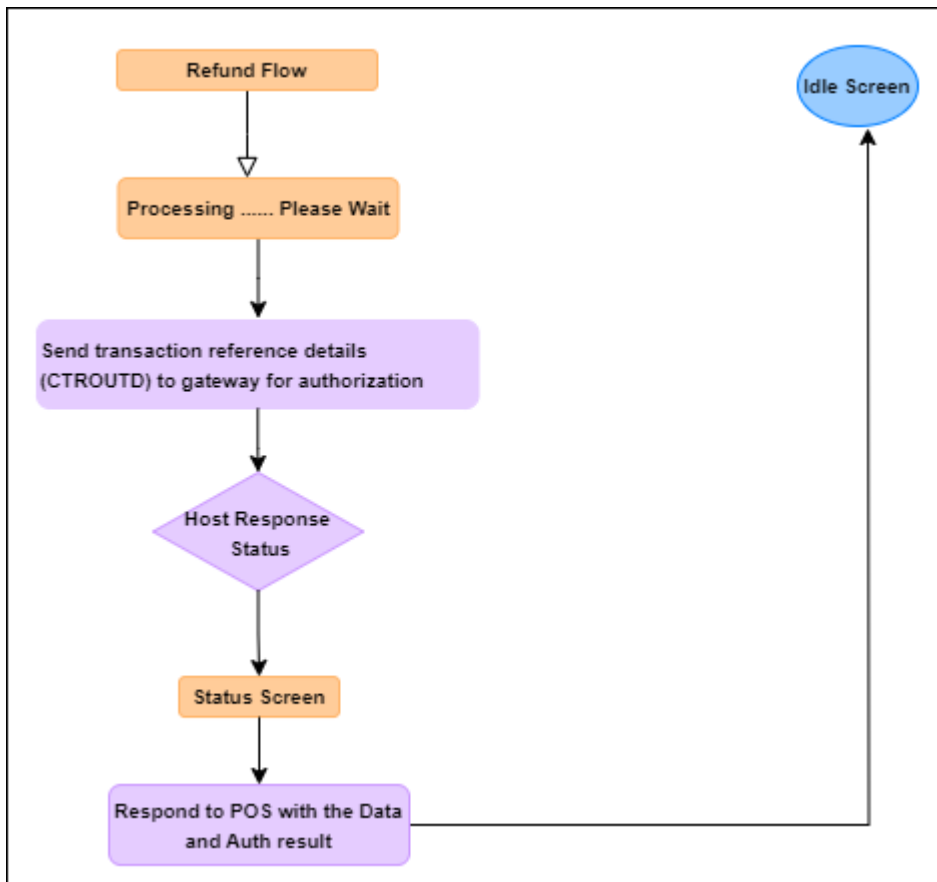 Refund Flow
Idle Screen
Processing ...... Please Wait
Send transaction reference details
(CTROUTD) to gateway for authorization
Host Response
Status
Status Screen
Respond to POS with the Data
and Auth result